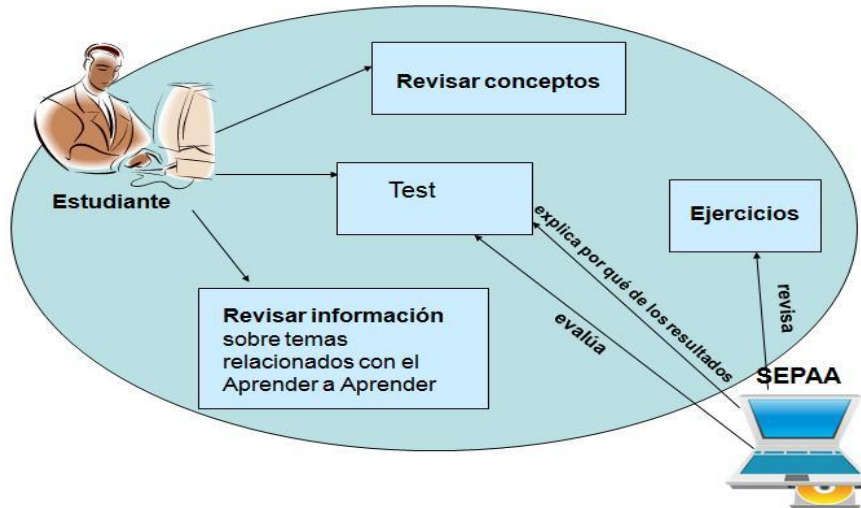 Revisar conceptos
Estudiante
Test
Ejercicios
explica por qué de los resultados
evalúa
revisa
Revisar información
sobre temas
relacionados con el
Aprender a Aprender
SEPAA